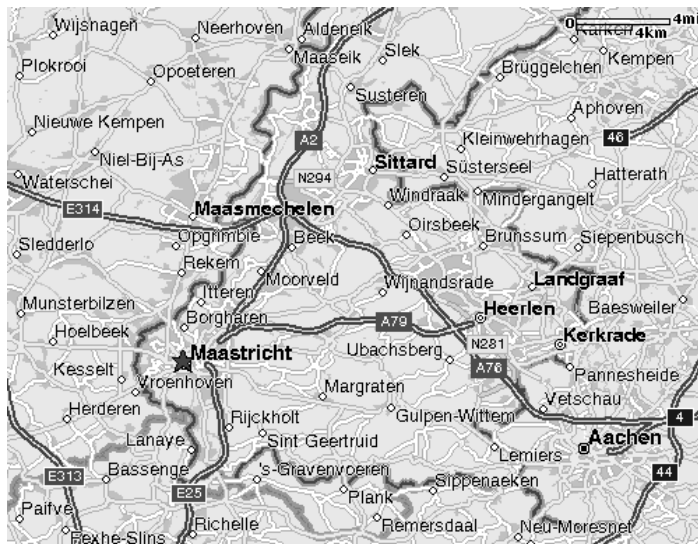 Wijshagen
Neerhoven
Aldeneik
0 4mi
4km
Karken
Maaseik
Slek
Kempen
Plokrooi
Opoeteren
Brüggelchen
Susteren
Aphoven
Nieuwe Kempen
A2
46
Kleinwehrhagen
Niel-Bij-As
Sittard
Süsterseel
Waterschei
N294
Hatterath
Windraak
Mindergangelt
E314
Maasmechelen
Oirsbeek
Opgrimbie
Beek
Brunssum
Siepenbusch
Sledderlo
Rekem
Moorveld
Wijnandsrade
Landgraaf
Itteren
Munsterbilzen
Baesweiler
Borgharen
A79
Heerlen
Hoelbeek
Kerkrade
Maastricht
N281
Ubachsberg
A76
Kesselt
Pannesheide
Vroenhoven
Margraten
Herderen
Gulpen-Wittem
Vetschau
4
Rijckholt
Lanaye
Sint Geertruid
Aachen
Lemiers
Bassenge
's-Gravenvoeren
44
E313
E25
Plank
Sippenaeken
Paifve
Richelle
Remersdaal
Neu-Moresnet
Fexhe-Slins